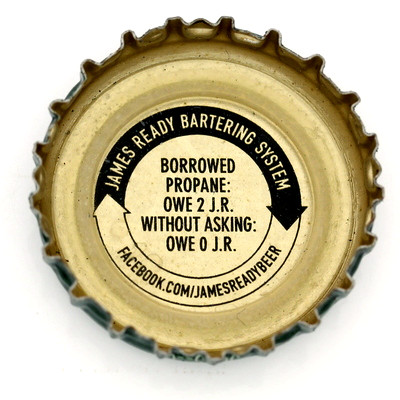 JAMES READY BARTERING SYSTEM
BORROWED
PROPANE:
OWE 2 J.R.
WITHOUT ASKING:
OWE 0 J.R.
FACEBOOK.COM/JAMESREADYBEER